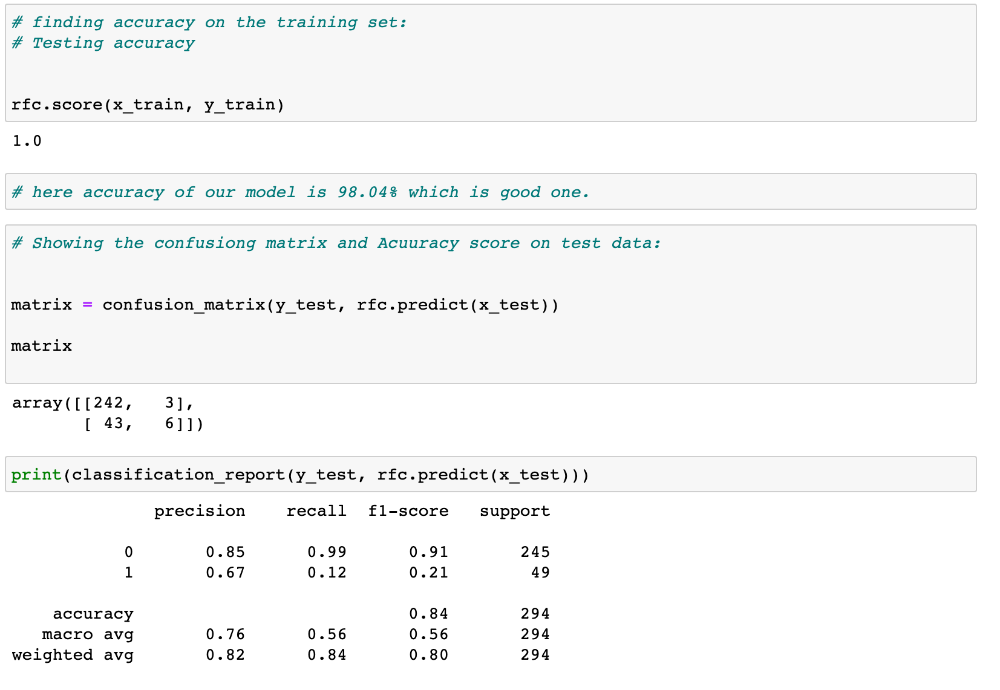 # finding accuracy on the training set:
# Testing accuracy
rfc.score(x_train, y_train)
1.0
# here accuracy of our model is 98.04% which is good one.
# Showing the confusiong matrix and Acuuracy score on test data:
matrix = confusion_matrix(y_test, rfc.predict(x_test))
matrix
array([[242,   3],
       [ 43,   6]])
print(classification_report(y_test, rfc.predict(x_test)))
              precision    recall  f1-score   support
           0       0.85      0.99      0.91       245
           1       0.67      0.12      0.21        49
    accuracy                           0.84       294
   macro avg       0.76      0.56      0.56       294
weighted avg       0.82      0.84      0.80       294